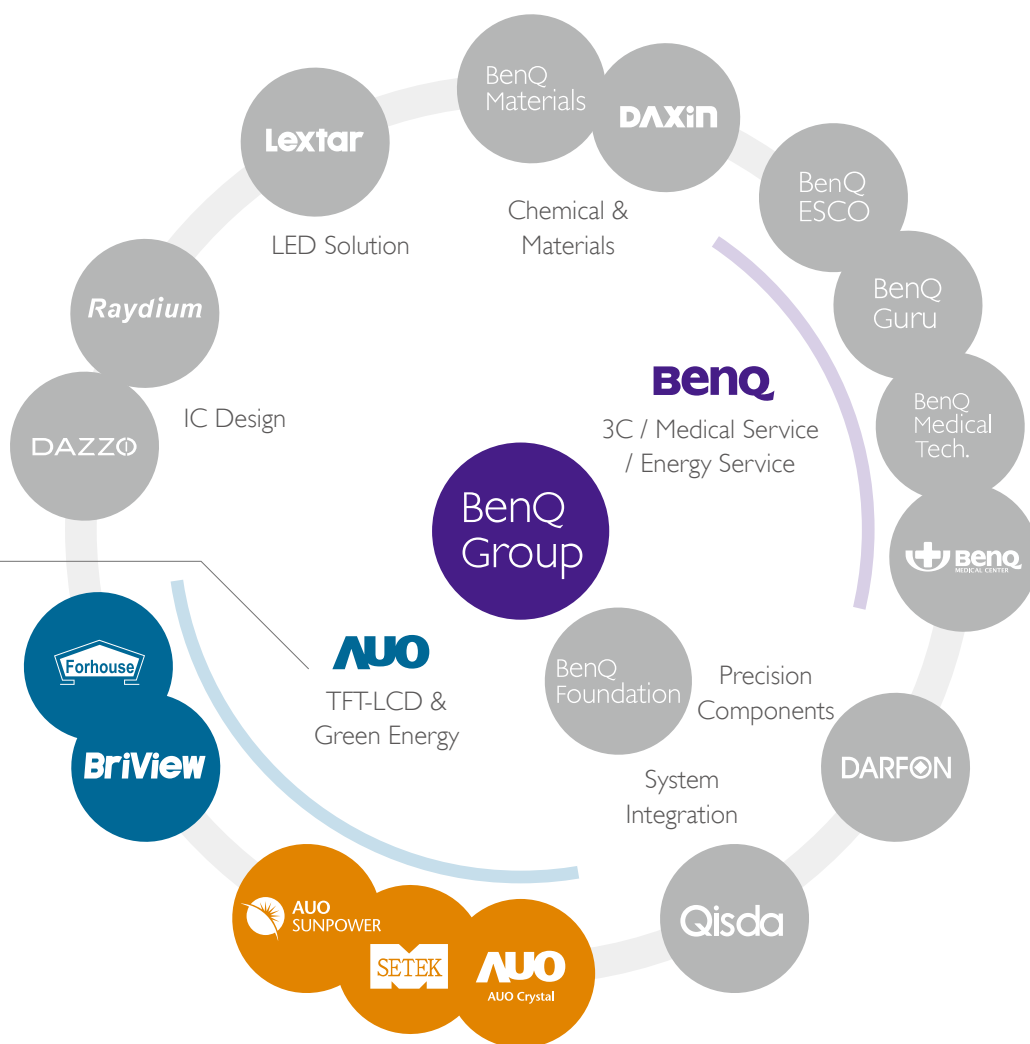 BenQ
Materials
DAXiN
Lextar
BenQ
ESCO
Chemical &
Materials
LED Solution
BenQ
Guru
Raydium
BenQ
3C / Medical Service
/ Energy Service
BenQ
Medical
Tech.
IC Design
DAZZO
BenQ
Group
BenQ
MEDICAL CENTER
Forhouse
AUO
TFT-LCD &
Green Energy
BenQ
Foundation
Precision
Components
BriView
DARFON
System
Integration
AUO
SUNPOWER
SETEK
AUO
AUO Crystal
Qisda